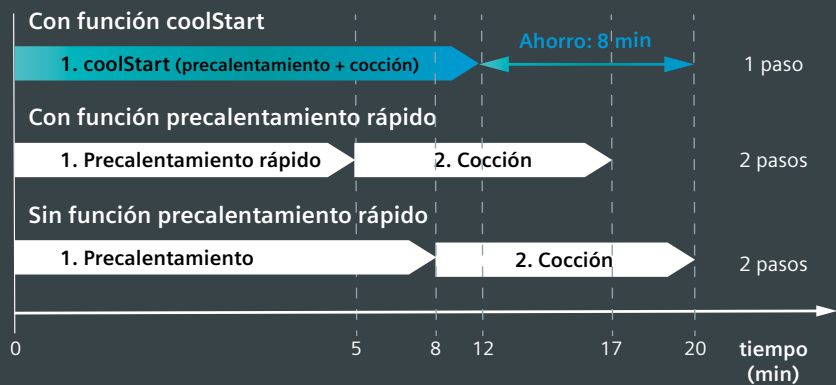 Con función coolStart
Ahorro: 8 min
1. coolStart (precalentamiento + cocción)
1 paso
Con función precalentamiento rápido
1. Precalentamiento rápido
2. Cocción
2 pasos
Sin función precalentamiento rápido
1. Precalentamiento
2. Cocción
2 pasos
0 5 8 12 17 20 tiempo
(min)